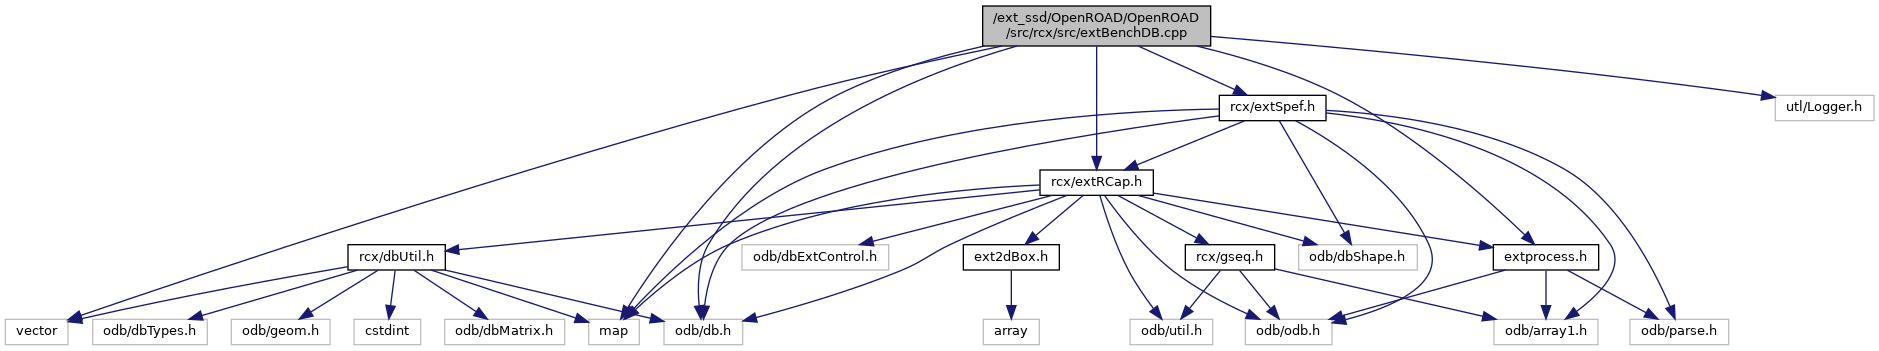 /ext_ssd/OpenROAD/OpenROAD
/src/rcx/src/extBenchDB.cpp
rcx/extSpef.h
utl/Logger.h
rcx/extRCap.h
rcx/dbUtil.h
odb/dbExtControl.h
ext2dBox.h
rcx/gseq.h
odb/dbShape.h
extprocess.h
vector
odb/dbTypes.h
odb/geom.h
cstdint
odb/dbMatrix.h
map
odb/db.h
array
odb/util.h
odb/odb.h
odb/array1.h
odb/parse.h